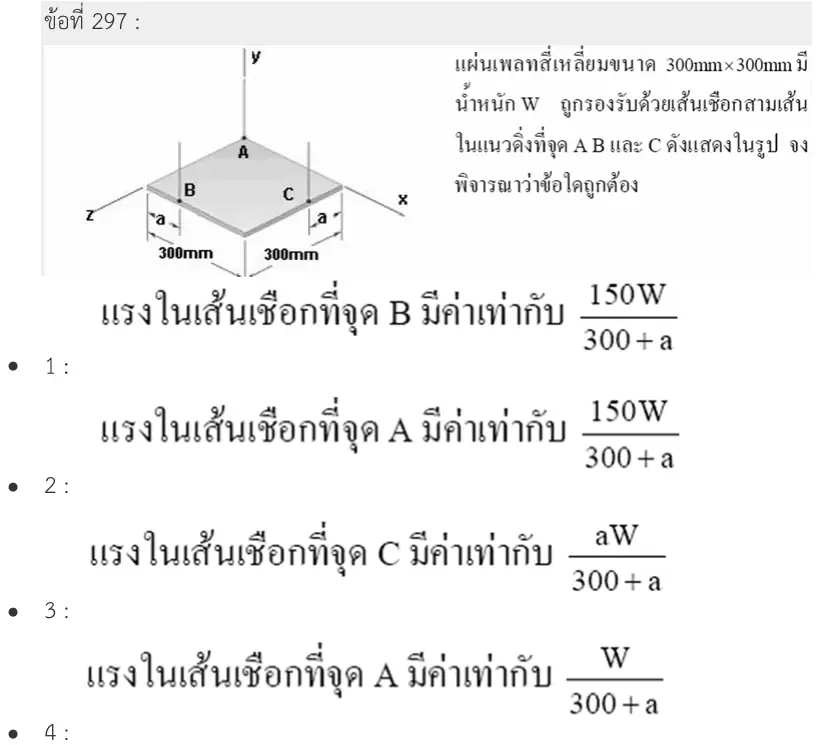 ข้อที่ 297 :
y
แผ่นเพลทสี่เหลี่ยมขนาด 300mm×300mm มี
น้ำหนัก W ถูกรองรับด้วยเส้นเชือกสามเส้น
ในแนวดิ่งที่จุด A B และ C ดังแสดงในรูป จง
พิจารณาว่าข้อใดถูกต้อง
A
B
C
x
z
a
a
300mm
300mm
แรงในเส้นเชือกที่จุด B มีค่าเท่ากับ 150W
300 + a
1 :
แรงในเส้นเชือกที่จุด A มีค่าเท่ากับ 150W
300 + a
2 :
แรงในเส้นเชือกที่จุด C มีค่าเท่ากับ aW
300 + a
3 :
แรงในเส้นเชือกที่จุด A มีค่าเท่ากับ W
300 + a
4 :